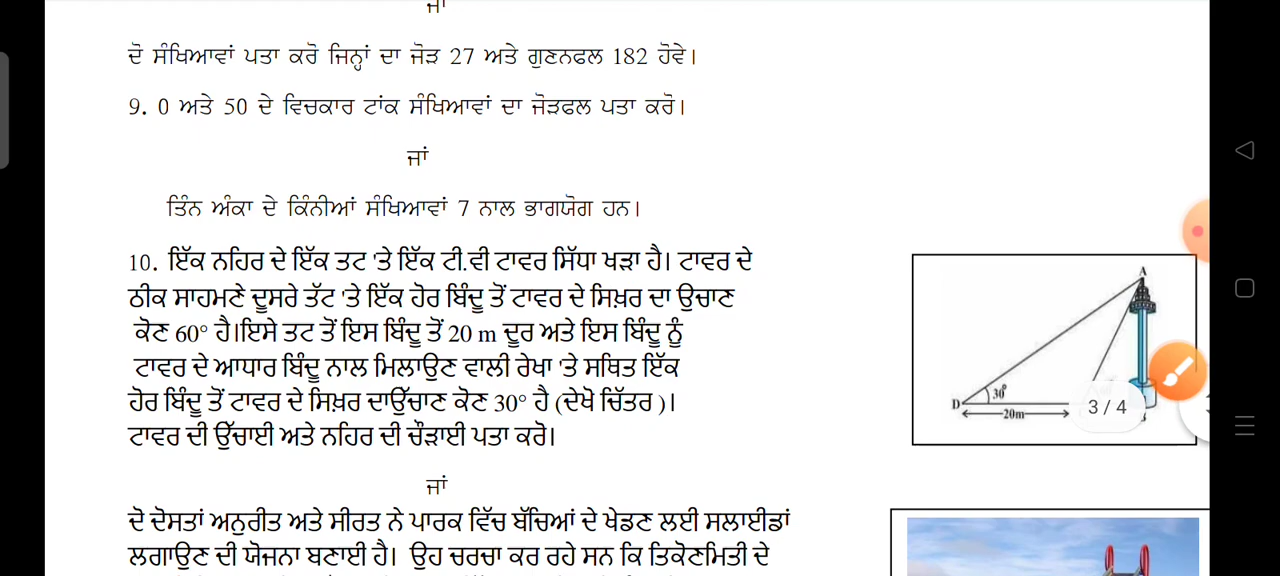 ਜਾਂ
ਦੋ ਸੰਖਿਆਵਾਂ ਪਤਾ ਕਰੋ ਜਿਨ੍ਹਾਂ ਦਾ ਜੋੜ 27 ਅਤੇ ਗੁਣਨਫਲ 182 ਹੋਵੇ।
9. 0 ਅਤੇ 50 ਦੇ ਵਿਚਕਾਰ ਟਾਂਕ ਸੰਖਿਆਵਾਂ ਦਾ ਜੋੜਫਲ ਪਤਾ ਕਰੋ।
ਜਾਂ
ਤਿੰਨ ਅੰਕਾ ਦੇ ਕਿੰਨੀਆਂ ਸੰਖਿਆਵਾਂ 7 ਨਾਲ ਭਾਗਯੋਗ ਹਨ।
10. ਇੱਕ ਨਹਿਰ ਦੇ ਇੱਕ ਤਟ 'ਤੇ ਇੱਕ ਟੀ.ਵੀ ਟਾਵਰ ਸਿੱਧਾ ਖੜਾ ਹੈ। ਟਾਵਰ ਦੇ
ਠੀਕ ਸਾਹਮਣੇ ਦੂਸਰੇ ਤੱਟ 'ਤੇ ਇੱਕ ਹੋਰ ਬਿੰਦੂ ਤੋਂ ਟਾਵਰ ਦੇ ਸਿਖ਼ਰ ਦਾ ਉਚਾਣ
ਕੋਣ 60° ਹੈ।ਇਸੇ ਤਟ ਤੋਂ ਇਸ ਬਿੰਦੂ ਤੋਂ 20 m ਦੂਰ ਅਤੇ ਇਸ ਬਿੰਦੂ ਨੂੰ
ਟਾਵਰ ਦੇ ਆਧਾਰ ਬਿੰਦੂ ਨਾਲ ਮਿਲਾਉਣ ਵਾਲੀ ਰੇਖਾ 'ਤੇ ਸਥਿਤ ਇੱਕ
ਹੋਰ ਬਿੰਦੂ ਤੋਂ ਟਾਵਰ ਦੇ ਸਿਖ਼ਰ ਦਾਉੱਚਾਣ ਕੋਣ 30° ਹੈ (ਦੇਖੋ ਚਿੱਤਰ )।
ਟਾਵਰ ਦੀ ਉੱਚਾਈ ਅਤੇ ਨਹਿਰ ਦੀ ਚੌੜਾਈ ਪਤਾ ਕਰੋ।
A
30°
D
20m
3 / 4
ਜਾਂ
ਦੋ ਦੋਸਤਾਂ ਅਨੁਰੀਤ ਅਤੇ ਸੀਰਤ ਨੇ ਪਾਰਕ ਵਿੱਚ ਬੱਚਿਆਂ ਦੇ ਖੇਡਣ ਲਈ ਸਲਾਈਡਾਂ
ਲਗਾਉਣ ਦੀ ਯੋਜਨਾ ਬਣਾਈ ਹੈ। ਉਹ ਚਰਚਾ ਕਰ ਰਹੇ ਸਨ ਕਿ ਤਿਕੋਣਮਿਤੀ ਦੇ